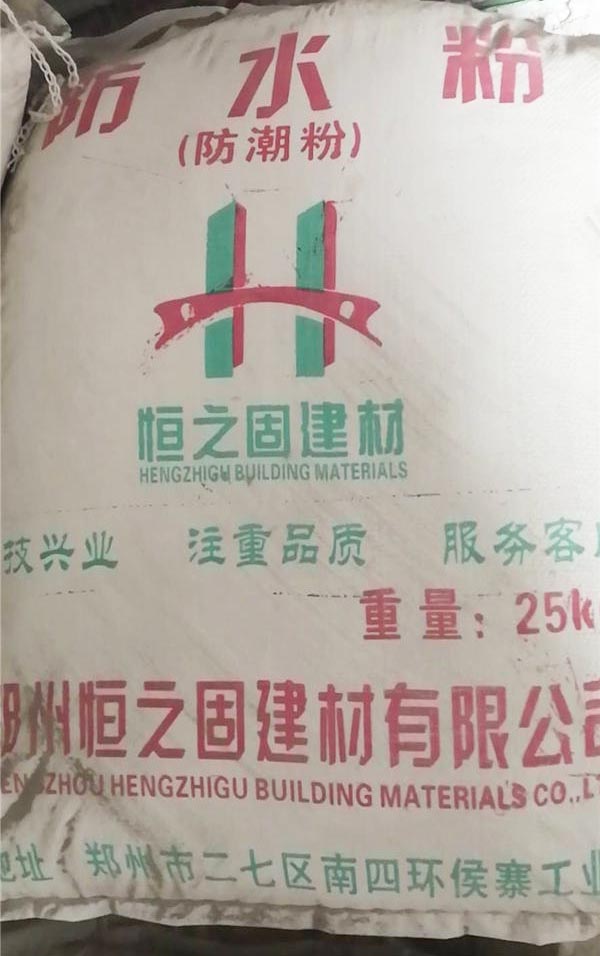 防水粉
(防潮粉)
恒之固建材
HENGZHIGU BUILDING MATERIALS
技兴业 注重品质 服务客
重量：25k
郑州恒之固建材有限公司
ENGZHOU HENGZHIGU BUILDING MATERIALS CO.,L
地址 郑州市二七区南四环侯寨工业